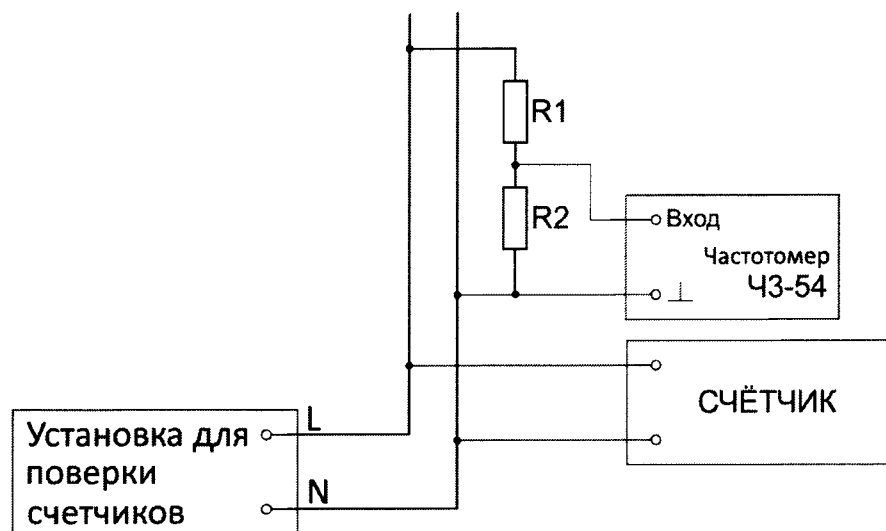 R1
R2
Вход
Частотомер
Ч3-54
СЧЁТЧИК
L
Установка для
поверки
N
счетчиков